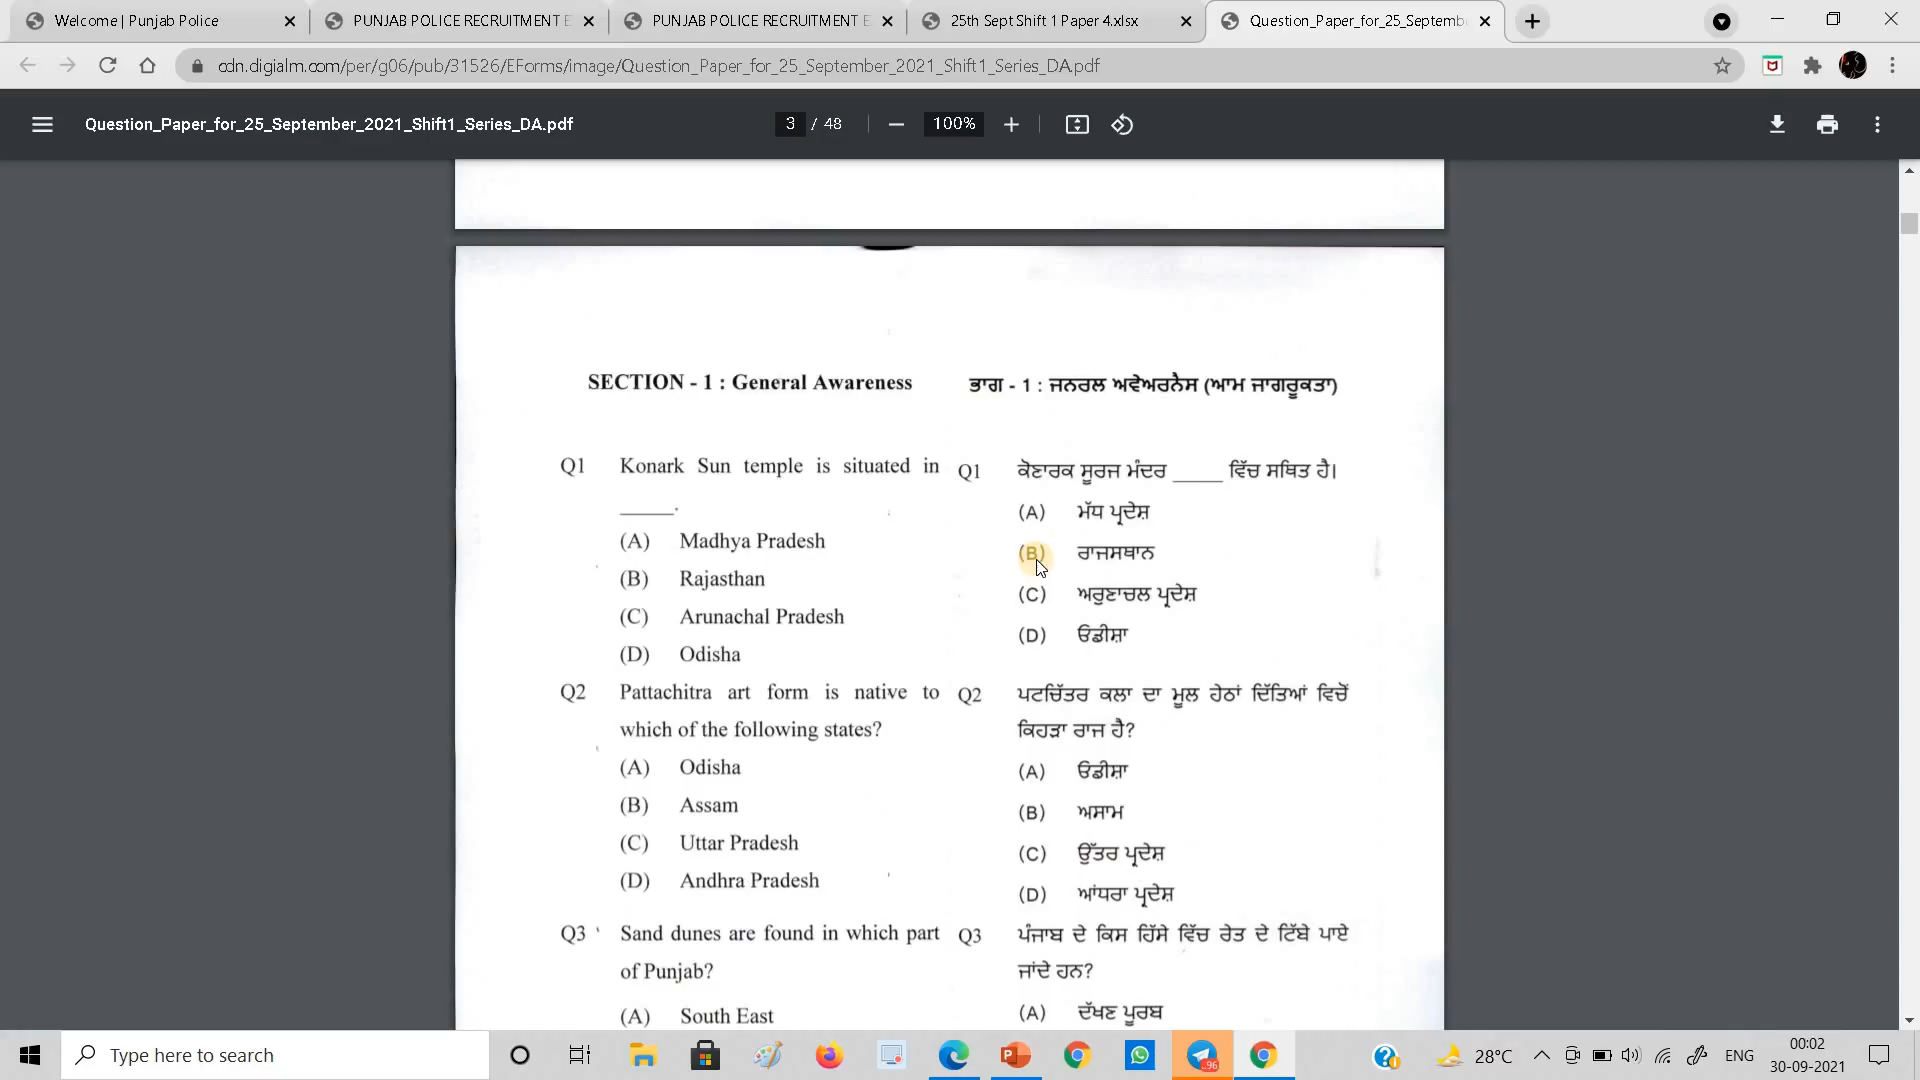 Welcome | Punjab Police
PUNJAB POLICE RECRUITMENT E
PUNJAB POLICE RECRUITMENT E
25th Sept Shift 1 Paper 4.xlsx
Question_Paper_for_25_Septemb
cdn.digialm.com/per/g06/pub/31526/EForms/image/Question_Paper_for_25_September_2021_Shift1_Series_DA.pdf
Question_Paper_for_25_September_2021_Shift1_Series_DA.pdf
3 / 48
100%
SECTION - 1 : General Awareness
ਭਾਗ - 1 : ਜਨਰਲ ਅਵੇਅਰਨੈਸ (ਆਮ ਜਾਗਰੂਕਤਾ)
Q1 Konark Sun temple is situated in
_____.
(A) Madhya Pradesh
(B) Rajasthan
(C) Arunachal Pradesh
(D) Odisha
Q2 Pattachitra art form is native to
which of the following states?
(A) Odisha
(B) Assam
(C) Uttar Pradesh
(D) Andhra Pradesh
Q3 Sand dunes are found in which part
of Punjab?
(A) South East
Q1 ਕੋਣਾਰਕ ਸੂਰਜ ਮੰਦਰ _____ ਵਿੱਚ ਸਥਿਤ ਹੈ।
(A) ਮੱਧ ਪ੍ਰਦੇਸ਼
(B) ਰਾਜਸਥਾਨ
(C) ਅਰੁਣਾਚਲ ਪ੍ਰਦੇਸ਼
(D) ਓਡੀਸ਼ਾ
Q2 ਪਟਚਿੱਤਰ ਕਲਾ ਦਾ ਮੂਲ ਹੇਠਾਂ ਦਿੱਤਿਆਂ ਵਿਚੋਂ
ਕਿਹੜਾ ਰਾਜ ਹੈ?
(A) ਓਡੀਸ਼ਾ
(B) ਅਸਾਮ
(C) ਉੱਤਰ ਪ੍ਰਦੇਸ਼
(D) ਆਂਧਰਾ ਪ੍ਰਦੇਸ਼
Q3 ਪੰਜਾਬ ਦੇ ਕਿਸ ਹਿੱਸੇ ਵਿੱਚ ਰੇਤ ਦੇ ਟਿੱਬੇ ਪਾਏ
ਜਾਂਦੇ ਹਨ?
(A) ਦੱਖਣ ਪੂਰਬ
Type here to search
96
28°C
ENG
00:02
30-09-2021